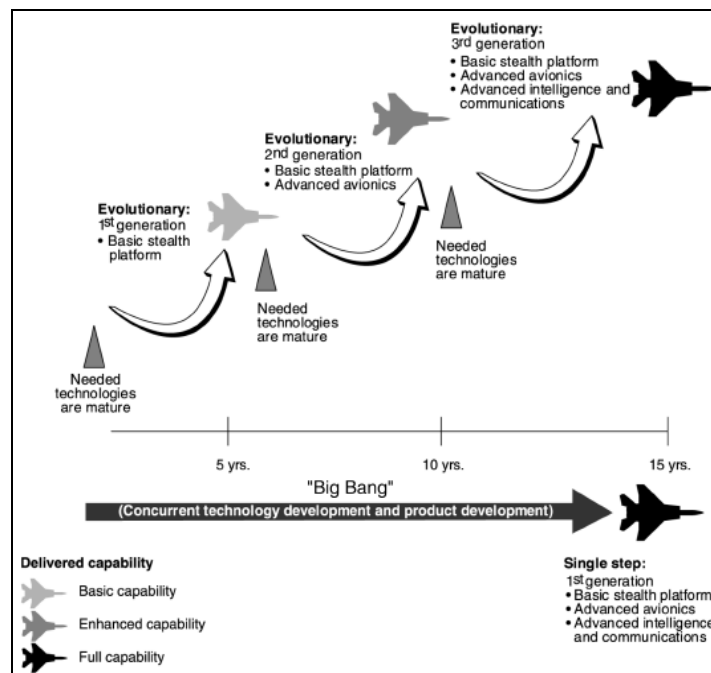 Evolutionary:
3rd generation
• Basic stealth platform
• Advanced avionics
• Advanced intelligence and
communications
Evolutionary:
2nd generation
• Basic stealth platform
• Advanced avionics
Evolutionary:
1st generation
• Basic stealth
platform
Needed
technologies
are mature
Needed
technologies
are mature
Needed
technologies
are mature
5 yrs.
10 yrs.
15 yrs.
"Big Bang"
(Concurrent technology development and product development)
Delivered capability
Basic capability
Enhanced capability
Full capability
Single step:
1st generation
• Basic stealth platform
• Advanced avionics
• Advanced intelligence
and communications